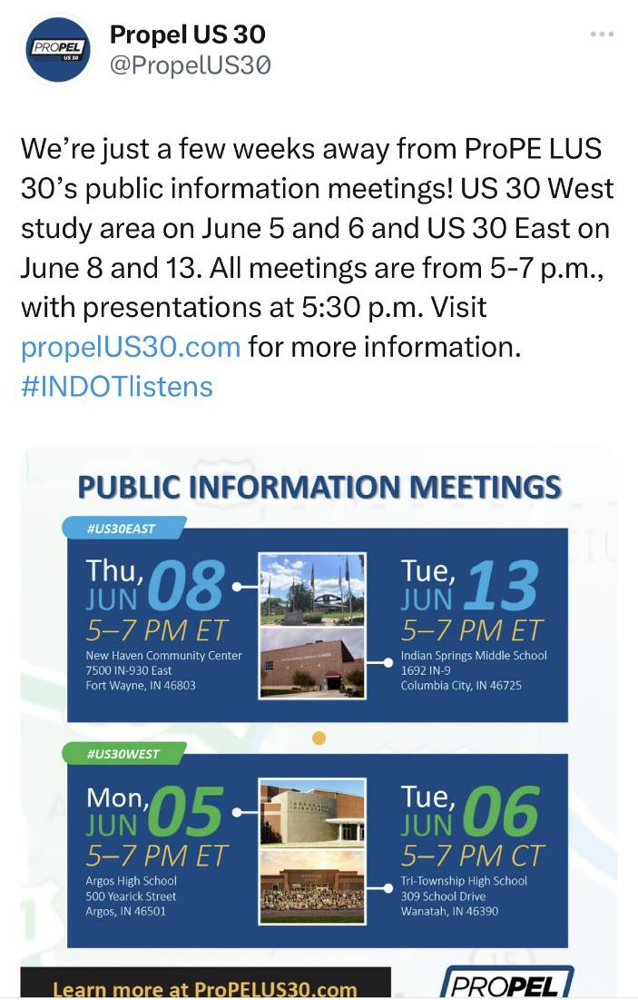 PROPEL
US 30
Propel US 30
@PropelUS30
We’re just a few weeks away from ProPE LUS
30’s public information meetings! US 30 West
study area on June 5 and 6 and US 30 East on
June 8 and 13. All meetings are from 5-7 p.m.,
with presentations at 5:30 p.m. Visit
propelUS30.com for more information.
#INDOTlistens
PUBLIC INFORMATION MEETINGS
#US30EAST
Thu,
JUN 08
5–7 PM ET
New Haven Community Center
7500 IN-930 East
Fort Wayne, IN 46803
Tue,
JUN 13
5–7 PM ET
Indian Springs Middle School
1692 IN-9
Columbia City, IN 46725
#US30WEST
Mon,
JUN 05
5–7 PM ET
Argos High School
500 Yearick Street
Argos, IN 46501
Tue,
JUN 06
5–7 PM CT
Tri-Township High School
309 School Drive
Wanatah, IN 46390
Learn more at ProPELUS30.com
PROPEL